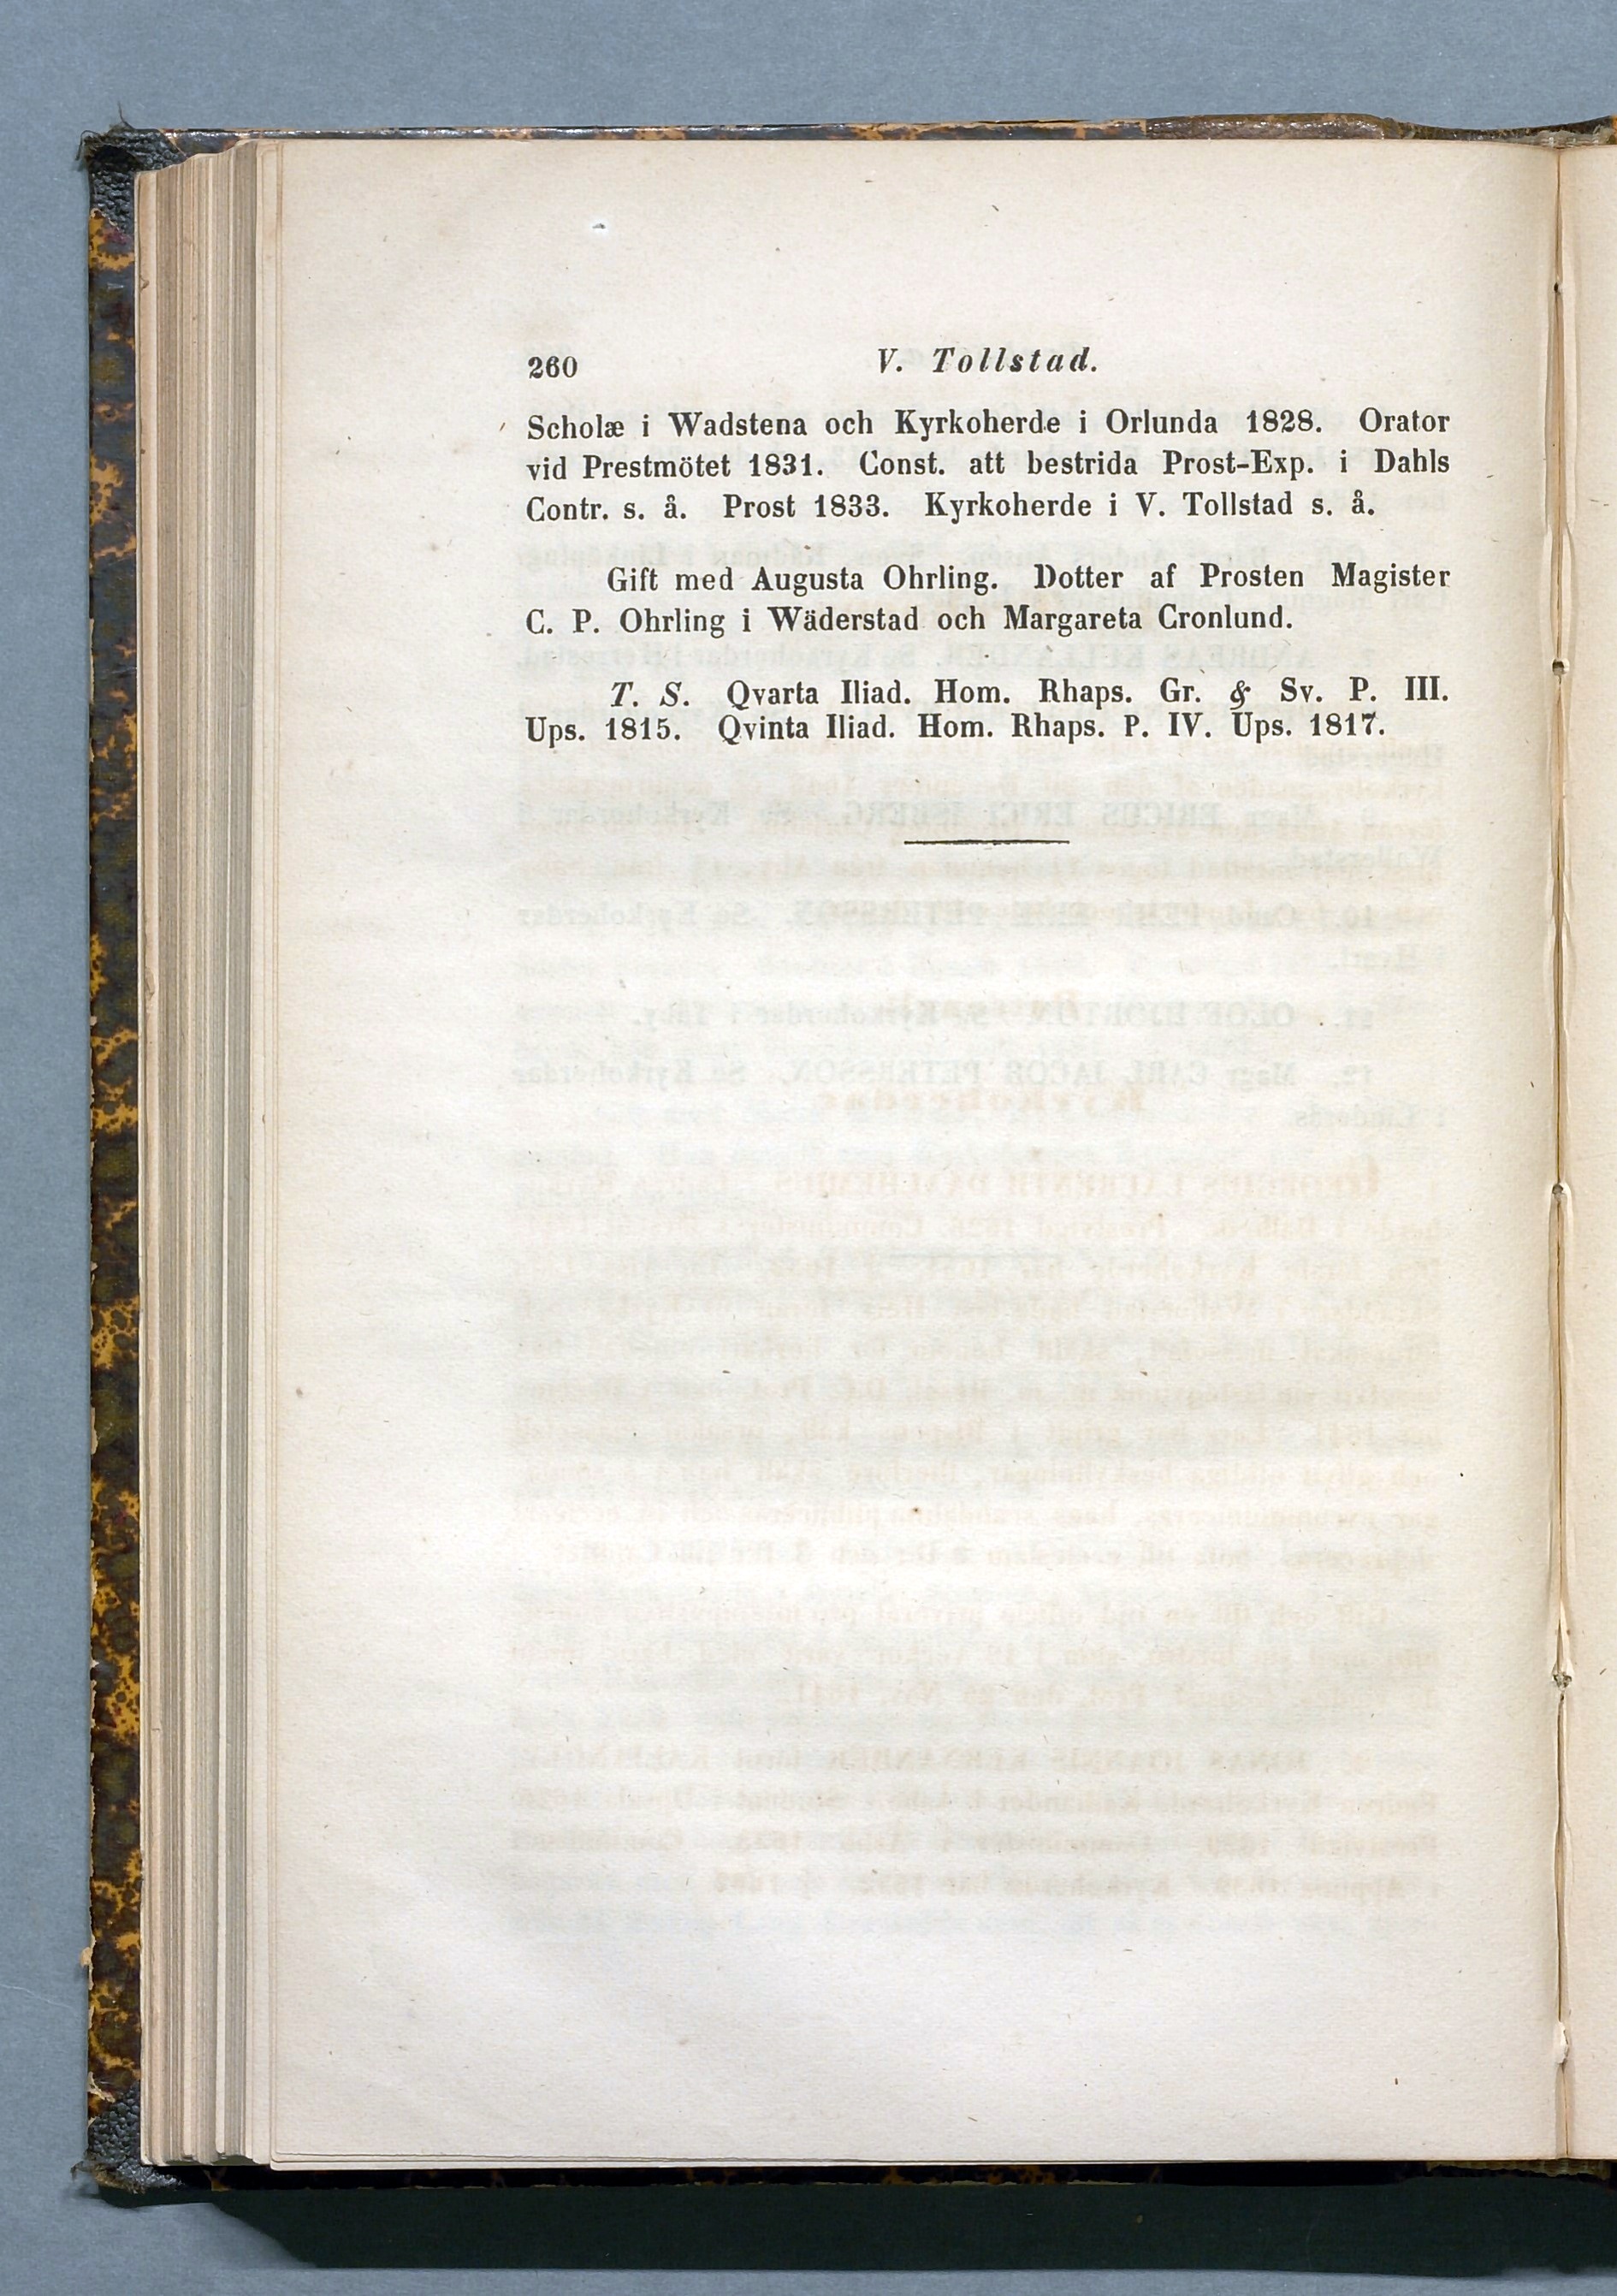 260 V. Tollstad.
Scholæ i Wadstena och Kyrkoherde i Orlunda 1828. Orator
vid Prestmötet 1831. Const. att bestrida Prost-Exp. i Dahls
Contr. s. å. Prost 1833. Kyrkoherde i V. Tollstad s. å.
Gift med Augusta Ohrling. Dotter af Prosten Magister
C. P. Ohrling i Wäderstad och Margareta Cronlund.
T. S. Qvarta Iliad. Hom. Rhaps. Gr. & Sv. P. III.
Ups. 1815. Qvinta Iliad. Hom. Rhaps. P. IV. Ups. 1817.